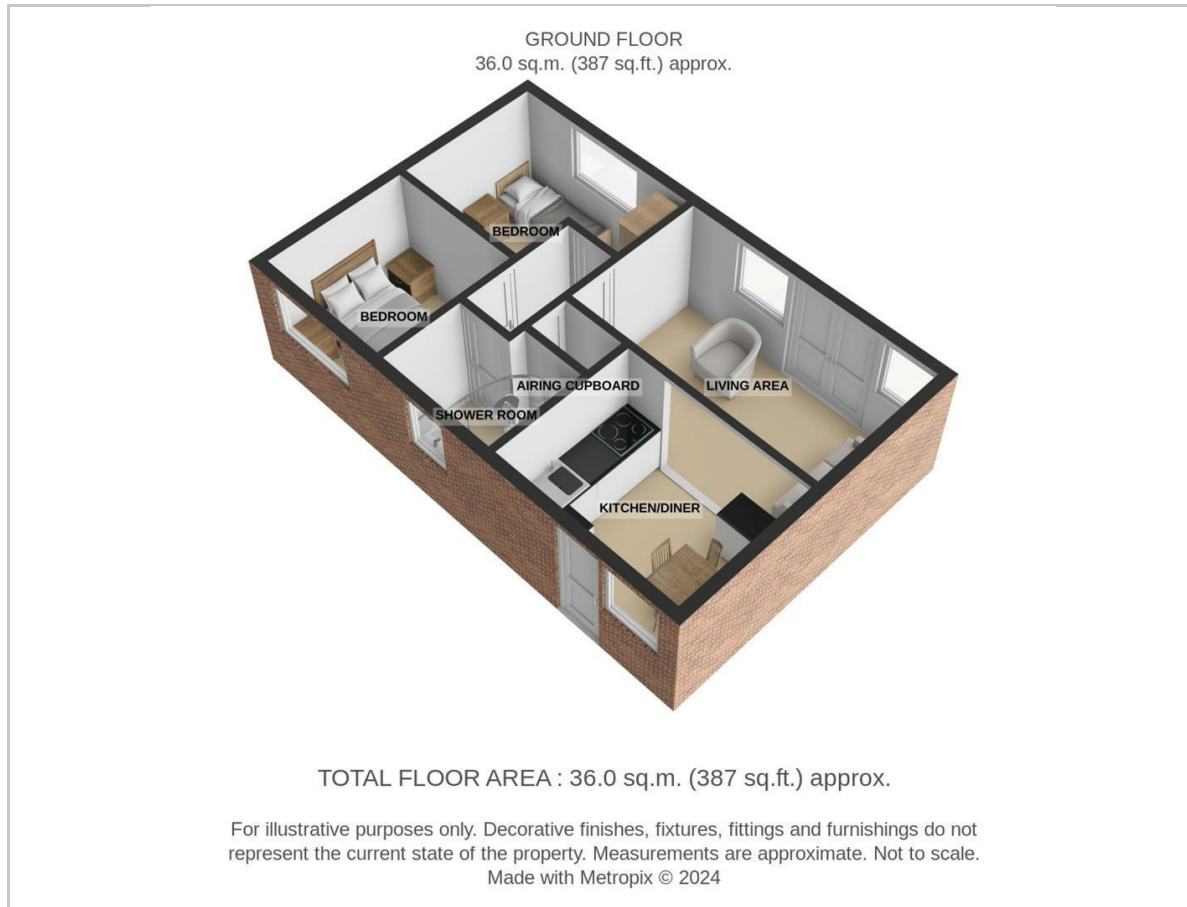 GROUND FLOOR
36.0 sq.m. (387 sq.ft.) approx.
BEDROOM
BEDROOM
AIRING CUPBOARD
LIVING AREA
SHOWER ROOM
KITCHEN/DINER
TOTAL FLOOR AREA : 36.0 sq.m. (387 sq.ft.) approx.
For illustrative purposes only. Decorative finishes, fixtures, fittings and furnishings do not
represent the current state of the property. Measurements are approximate. Not to scale.
Made with Metropix © 2024